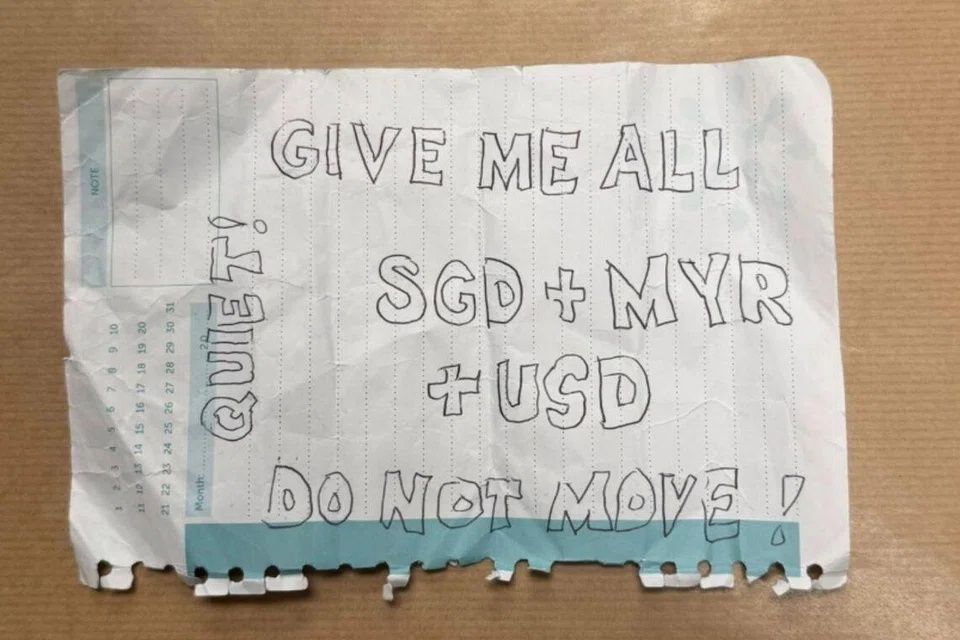 GIVE ME ALL
SGD + MYR
+ USD
DO NOT MOVE!
QUIET!
NOTE
Month:
20
1 2 3 4 5 6 7 8 9 10
11 12 13 14 15 16 17 18 19 20
21 22 23 24 25 26 27 28 29 30 31